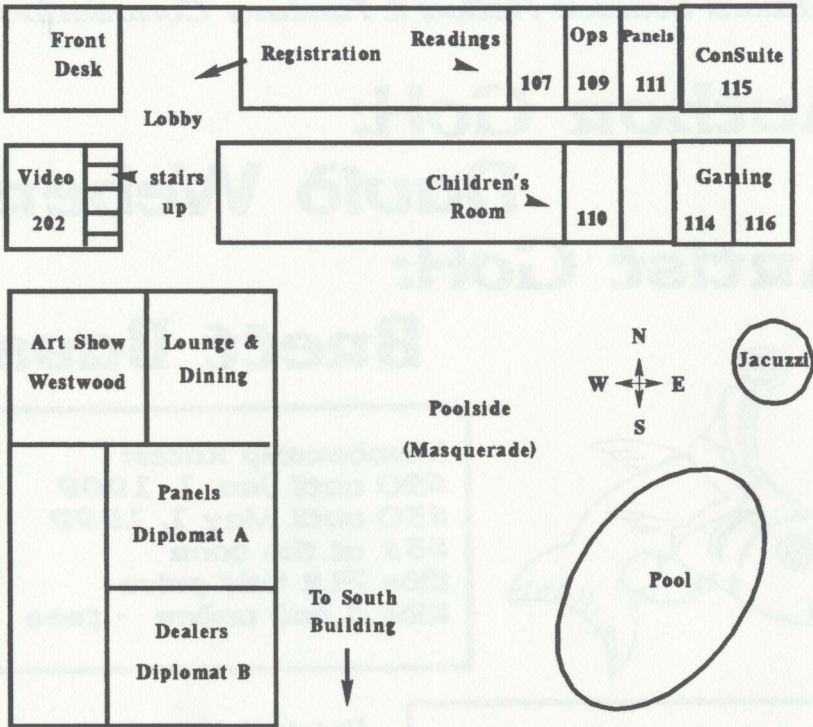 Front
Desk
Registration
Readings
107
Ops
109
Panels
111
ConSuite
115
Lobby
Video
202
stairs
up
Children's
Room
110
Gaming
114 116
Art Show
Westwood
Lounge &
Dining
N
W E
S
Jacuzzi
Poolside
(Masquerade)
Panels
Diplomat A
Pool
To South
Building
Dealers
Diplomat B